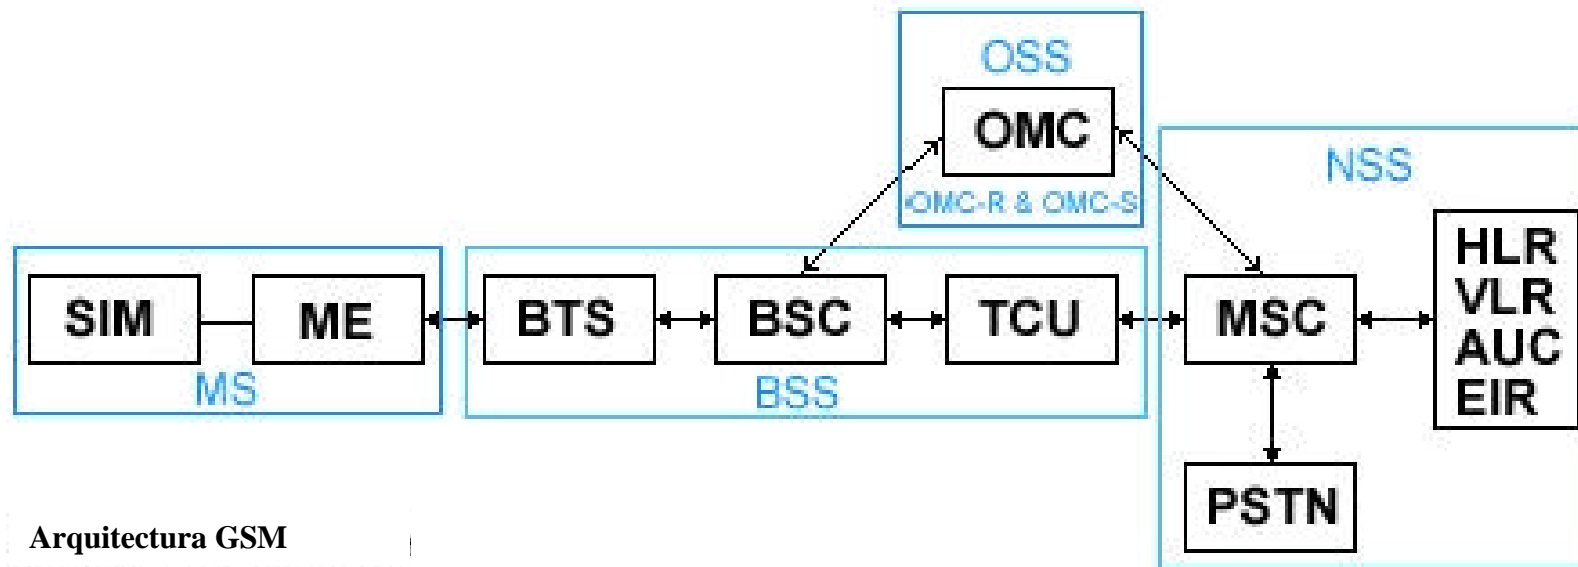 OSS
OMC
OMC-R & OMC-S
NSS
HLR
VLR
AUC
EIR
SIM
ME
MS
BTS
BSC
TCU
BSS
MSC
PSTN
Arquitectura GSM